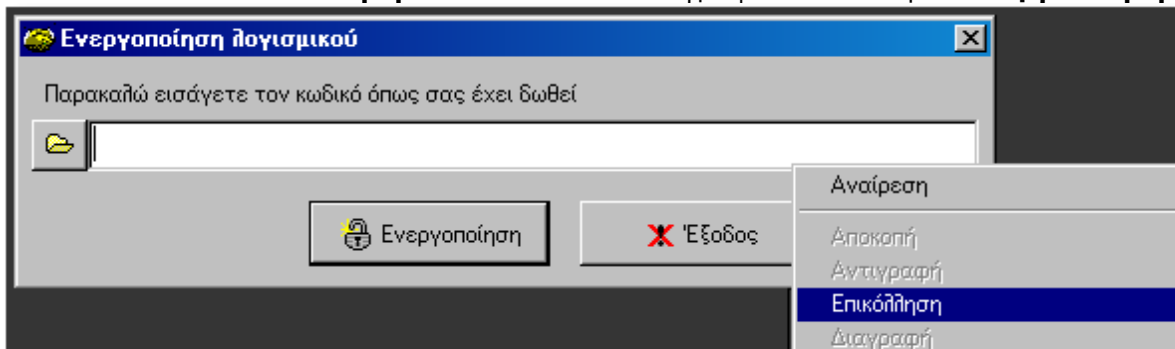 Ενεργοποίηση λογισμικού
Παρακαλώ εισάγετε τον κωδικό όπως σας έχει δωθεί
Ενεργοποίηση
Έξοδος
Αναίρεση
Αποκοπή
Αντιγραφή
Επικόλληση
Διαγραφή